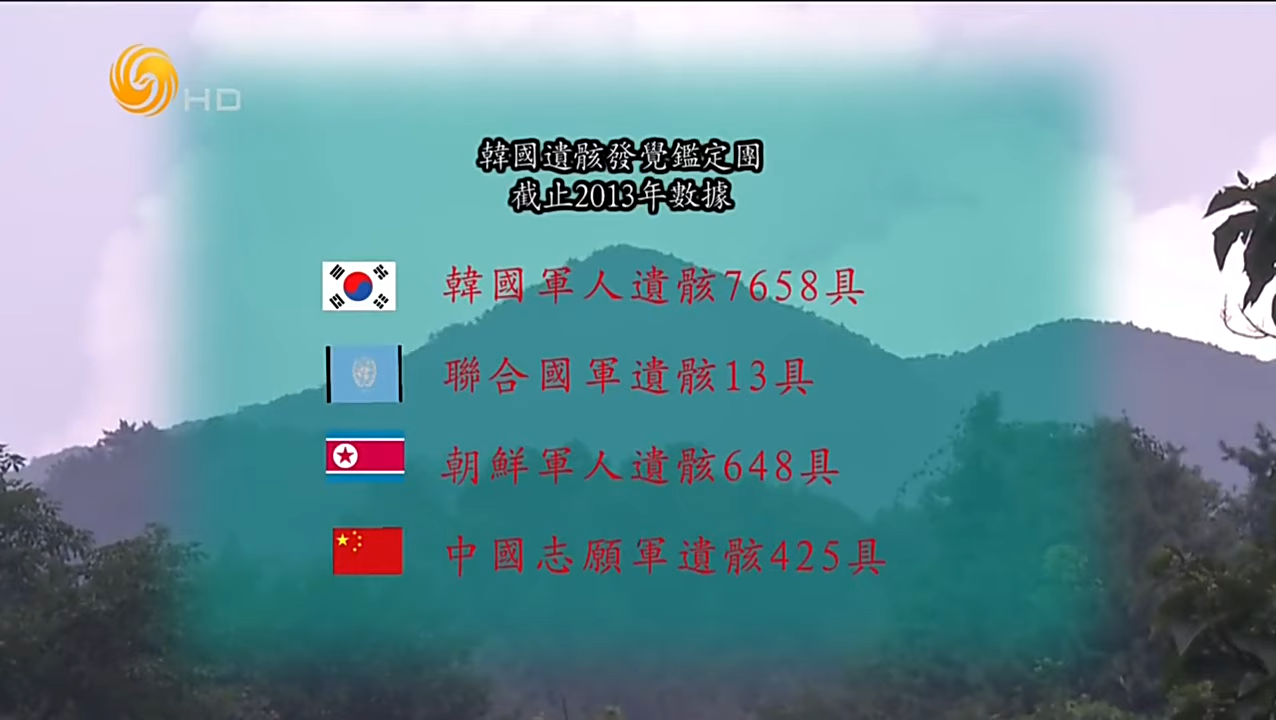 HD
韓國遺骸發覺鑑定團
截止2013年數據
韓國軍人遺骸7658具
聯合國軍遺骸13具
朝鮮軍人遺骸648具
中國志願軍遺骸425具